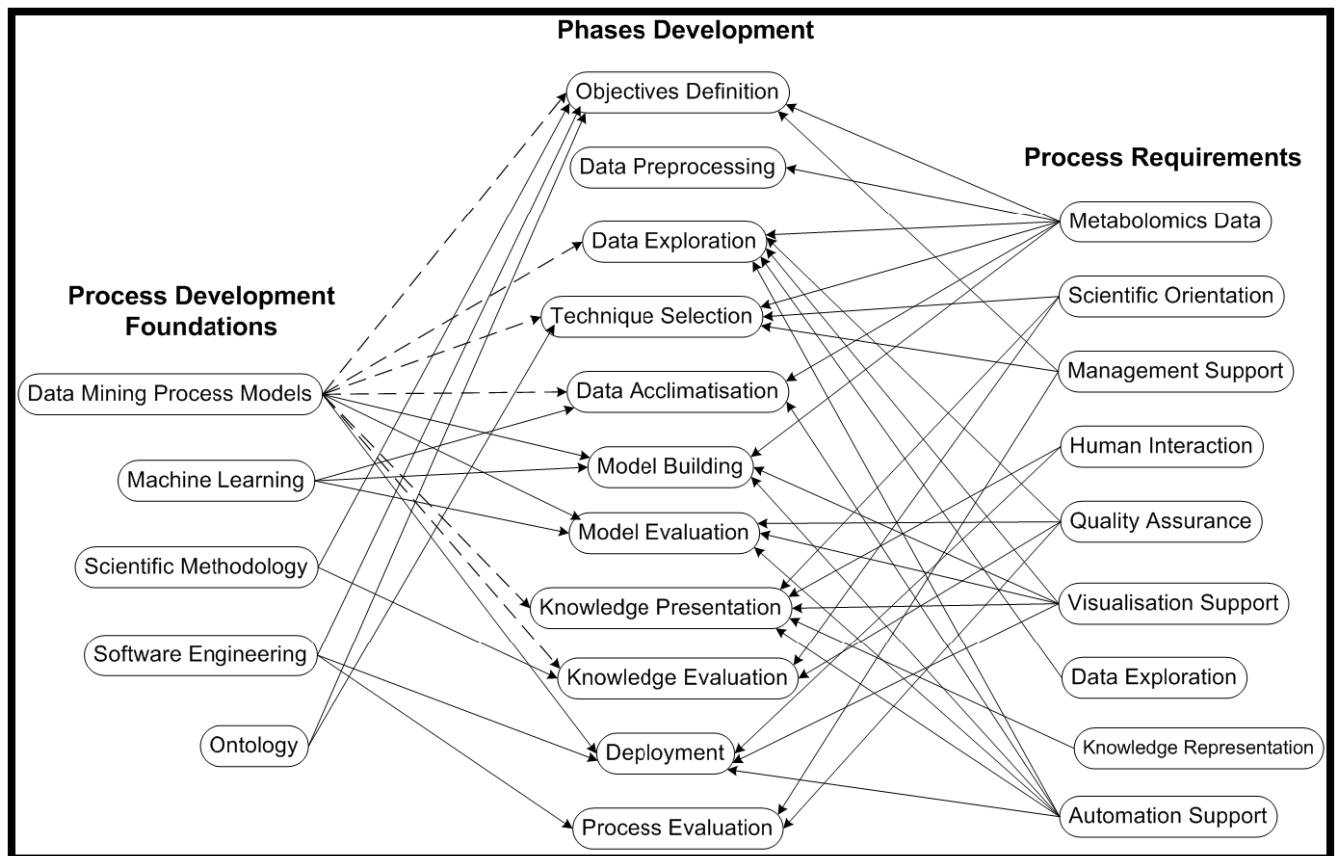 Phases Development
Objectives Definition
Data Preprocessing
Data Exploration
Technique Selection
Data Acclimatisation
Model Building
Model Evaluation
Knowledge Presentation
Knowledge Evaluation
Deployment
Process Evaluation
Process Development
Foundations
Data Mining Process Models
Machine Learning
Scientific Methodology
Software Engineering
Ontology
Process Requirements
Metabolomics Data
Scientific Orientation
Management Support
Human Interaction
Quality Assurance
Visualisation Support
Data Exploration
Knowledge Representation
Automation Support